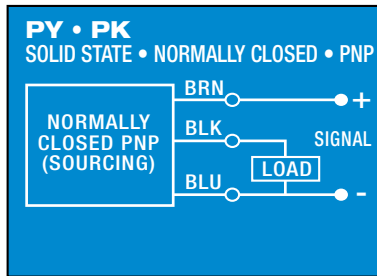 PY • PK
SOLID STATE • NORMALLY CLOSED • PNP
BRN
+
NORMALLY
CLOSED PNP
(SOURCING)
BLK
SIGNAL
LOAD
BLU
-